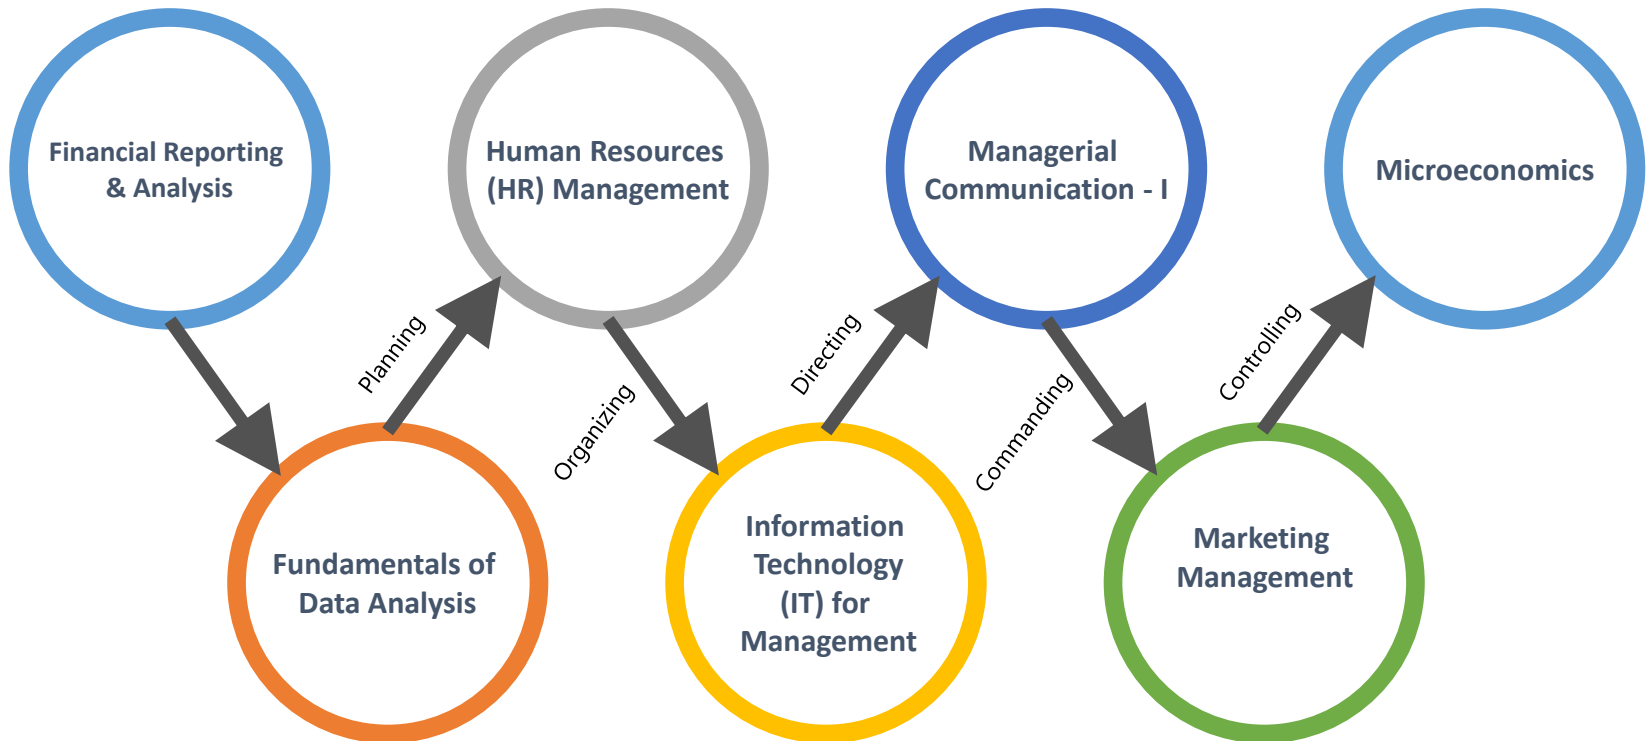 Financial Reporting
& Analysis
Planning
Human Resources
(HR) Management
Organizing
Directing
Managerial
Communication - I
Commanding
Controlling
Microeconomics
Fundamentals of
Data Analysis
Information
Technology
(IT) for
Management
Marketing
Management